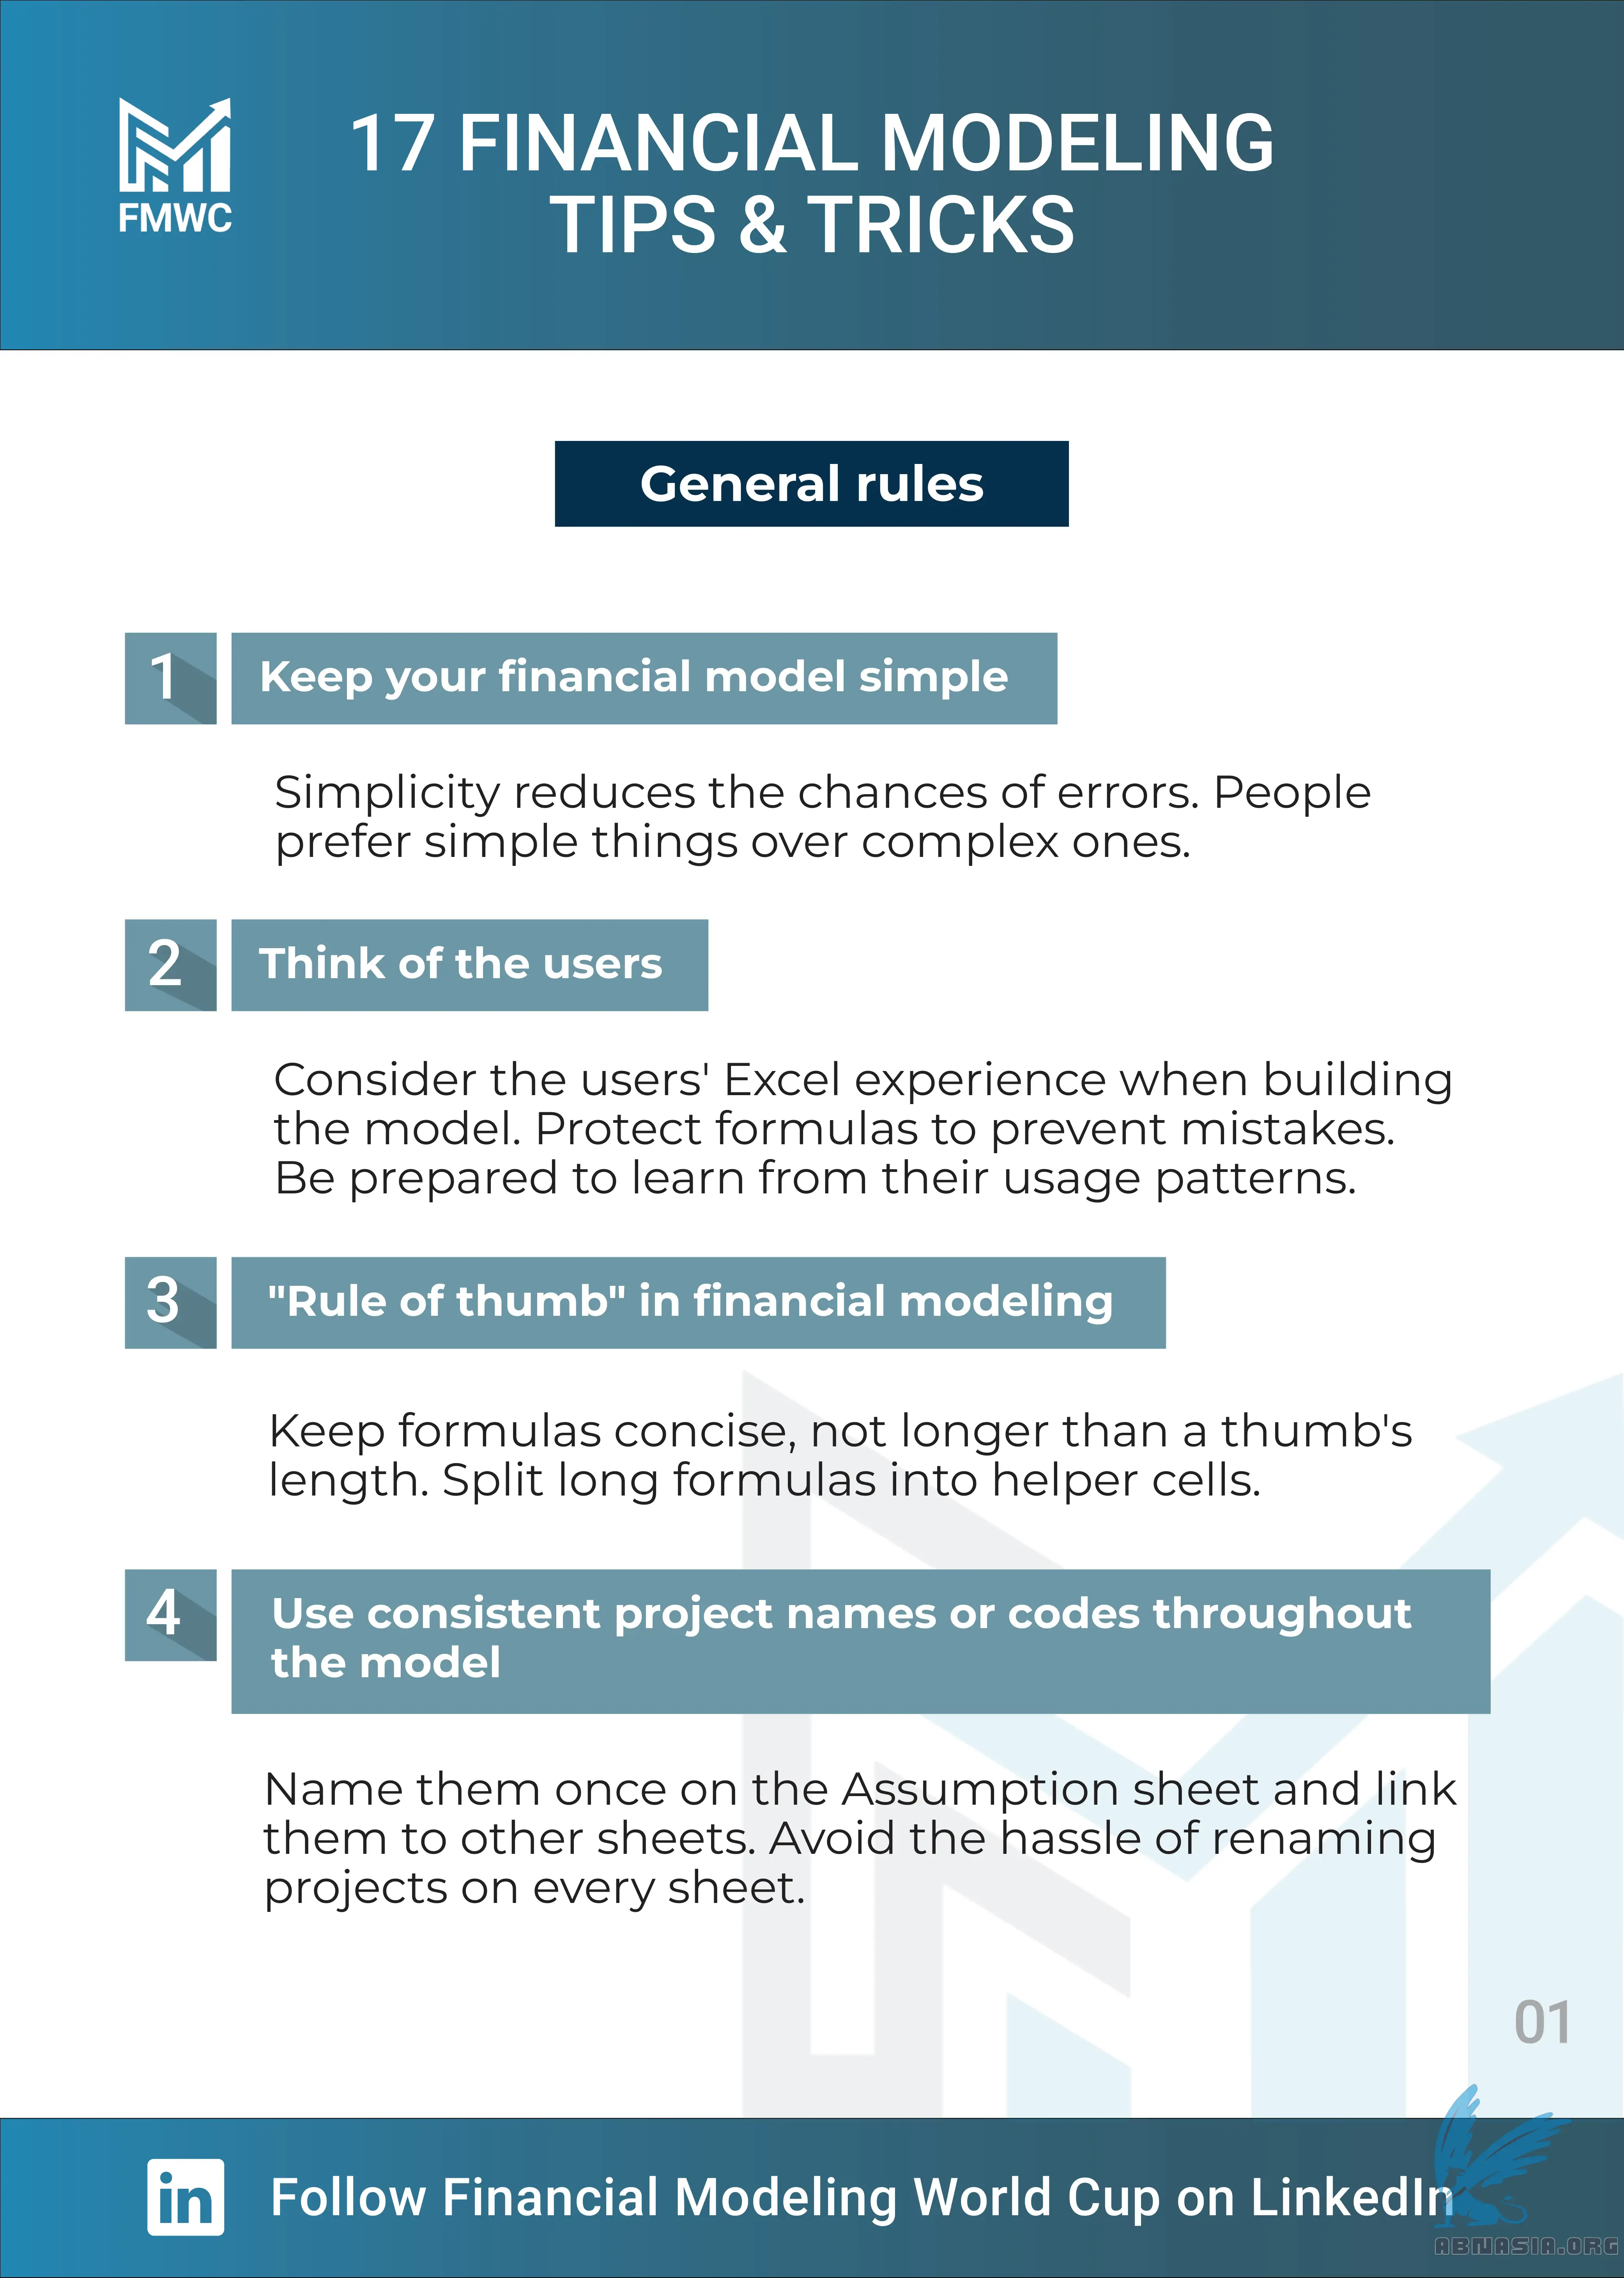 FMWC
17 FINANCIAL MODELING
TIPS & TRICKS
General rules
1
Keep your financial model simple
Simplicity reduces the chances of errors. People
prefer simple things over complex ones.
2
Think of the users
Consider the users' Excel experience when building
the model. Protect formulas to prevent mistakes.
Be prepared to learn from their usage patterns.
3
"Rule of thumb" in financial modeling
Keep formulas concise, not longer than a thumb's
length. Split long formulas into helper cells.
4
Use consistent project names or codes throughout
the model
Name them once on the Assumption sheet and link
them to other sheets. Avoid the hassle of renaming
projects on every sheet.
01
in
Follow Financial Modeling World Cup on LinkedIn
ABNASIA.ORG